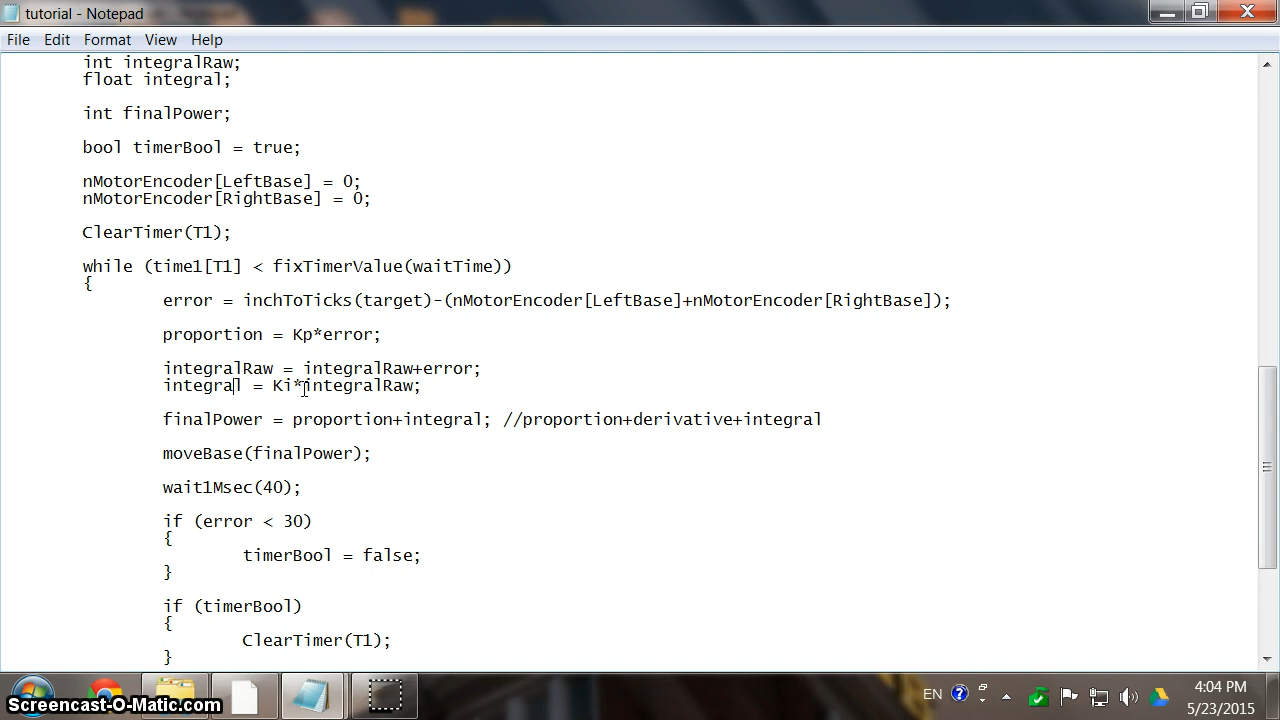 tutorial - Notepad
File Edit Format View Help
int integralRaw;
float integral;
int finalPower;
bool timerBool = true;
nMotorEncoder[LeftBase] = 0;
nMotorEncoder[RightBase] = 0;
ClearTimer(T1);
while (time1[T1] < fixTimerValue(waitTime))
{
error = inchToTicks(target)-(nMotorEncoder[LeftBase]+nMotorEncoder[RightBase]);
proportion = Kp*error;
integralRaw = integralRaw+error;
integral = Ki*integralRaw;
finalPower = proportion+integral; //proportion+derivative+integral
moveBase(finalPower);
wait1Msec(40);
if (error < 30)
{
timerBool = false;
}
if (timerBool)
{
ClearTimer(T1);
}
EN 4:04 PM
5/23/2015
Screencast-O-Matic.com